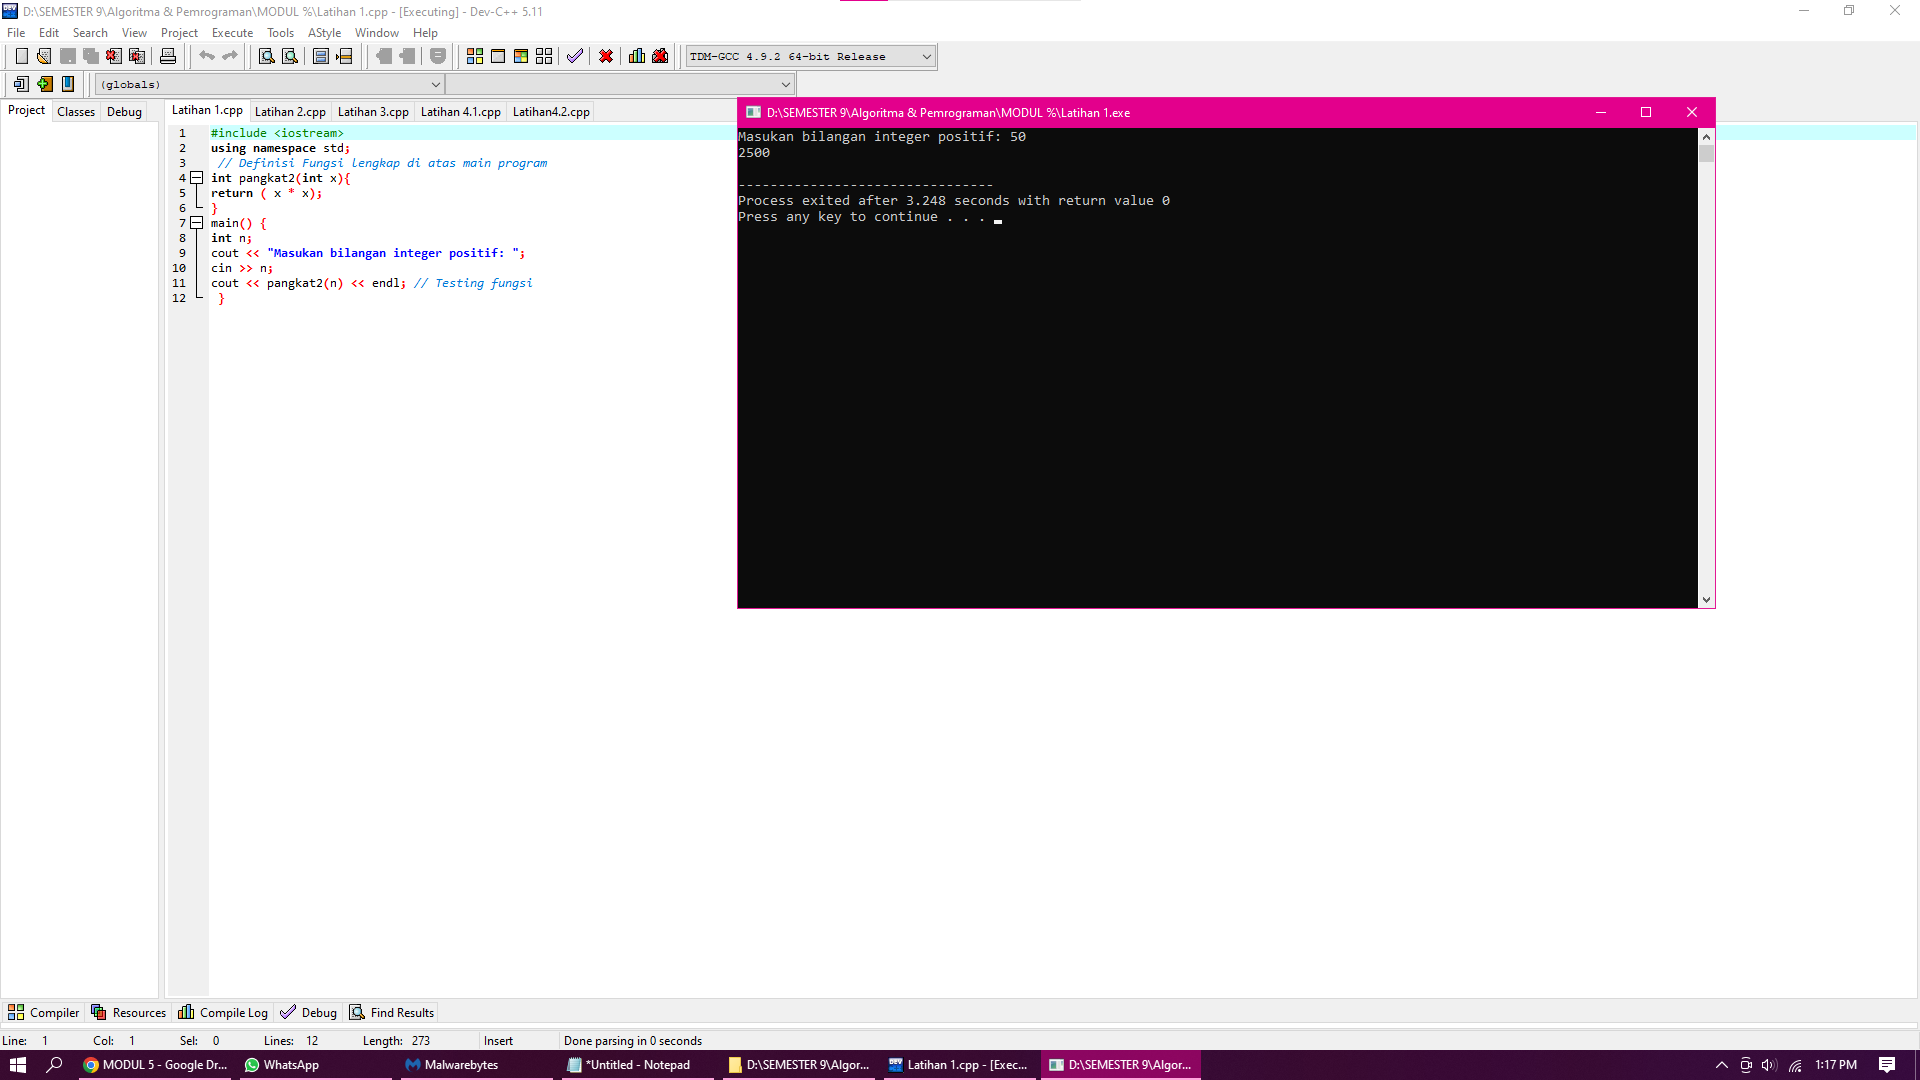 D:\SEMESTER 9\Algoritma & Pemrograman\MODUL %\Latihan 1.cpp - [Executing] - Dev-C++ 5.11
File Edit Search View Project Execute Tools AStyle Window Help
TDM-GCC 4.9.2 64-bit Release
(globals)
Project Classes Debug
Latihan 1.cpp Latihan 2.cpp Latihan 3.cpp Latihan 4.1.cpp Latihan4.2.cpp
1 #include <iostream>
2 using namespace std;
3 // Definisi Fungsi lengkap di atas main program
4 int pangkat2(int x){
5 return ( x * x);
6 }
7 main() {
8 int n;
9 cout << "Masukan bilangan integer positif: ";
10 cin >> n;
11 cout << pangkat2(n) << endl; // Testing fungsi
12 }
D:\SEMESTER 9\Algoritma & Pemrograman\MODUL %\Latihan 1.exe
Masukan bilangan integer positif: 50
2500
--------------------------------
Process exited after 3.248 seconds with return value 0
Press any key to continue . . .
Compiler Resources Compile Log Debug Find Results
Line: 1 Col: 1 Sel: 0 Lines: 12 Length: 273 Insert Done parsing in 0 seconds
MODUL 5 - Google Dr... WhatsApp Malwarebytes *Untitled - Notepad D:\SEMESTER 9\Algor... Latihan 1.cpp - [Exec... D:\SEMESTER 9\Algor... 1:17 PM